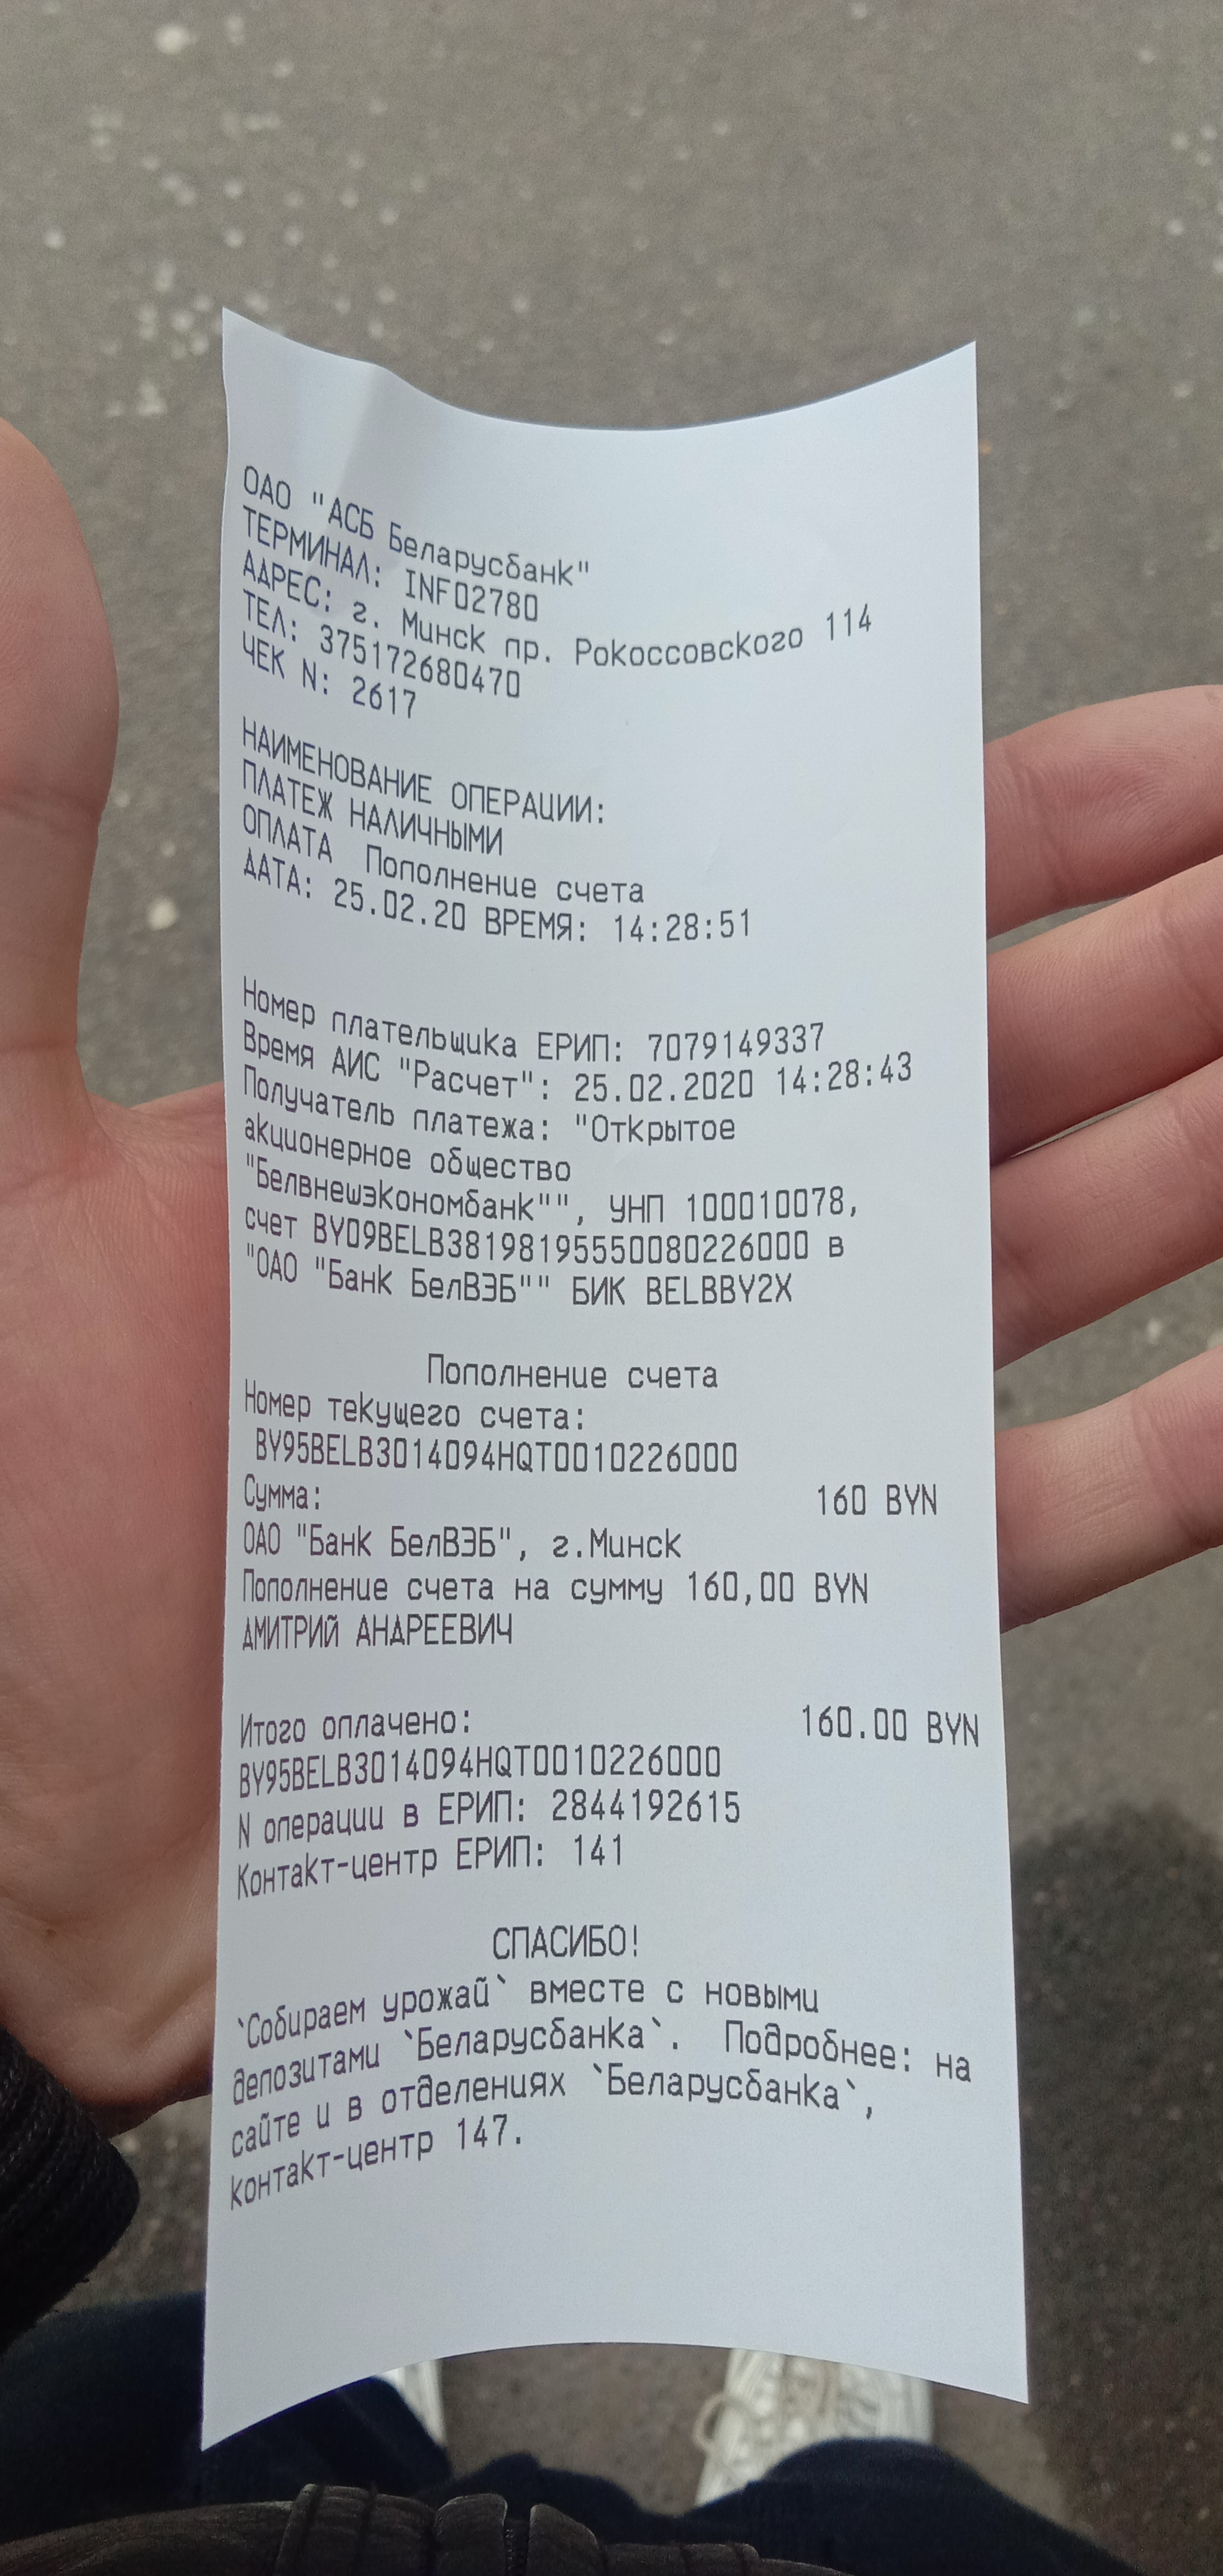 ОАО "АСБ Беларусбанк"
ТЕРМИНАЛ: INF02780
АДРЕС: г. Минск пр. Рокоссовского 114
ТЕЛ: 375172680470
ЧЕК N: 2617
НАИМЕНОВАНИЕ ОПЕРАЦИИ:
ПЛАТЕЖ НАЛИЧНЫМИ
ОПЛАТА Пополнение счета
ДАТА: 25.02.20 ВРЕМЯ: 14:28:51
Номер плательщика ЕРИП: 7079149337
Время АИС "Расчет": 25.02.2020 14:28:43
Получатель платежа: "Открытое
акционерное общество
"Белвнешэкономбанк"", УНП 100010078,
счет BY09BELB38198195550080226000 в
"ОАО "Банк БелВЭБ"" БИК BELBBY2X
Пополнение счета
Номер текущего счета:
BY95BELB3014094HQT0010226000
Сумма: 160 BYN
ОАО "Банк БелВЭБ", г.Минск
Пополнение счета на сумму 160,00 BYN
ДМИТРИЙ АНДРЕЕВИЧ
Итого оплачено: 160.00 BYN
BY95BELB3014094HQT0010226000
N операции в ЕРИП: 2844192615
Контакт-центр ЕРИП: 141
СПАСИБО!
`Собираем урожай` вместе с новыми
депозитами `Беларусбанка`. Подробнее: на
сайте и в отделениях `Беларусбанка`,
контакт-центр 147.